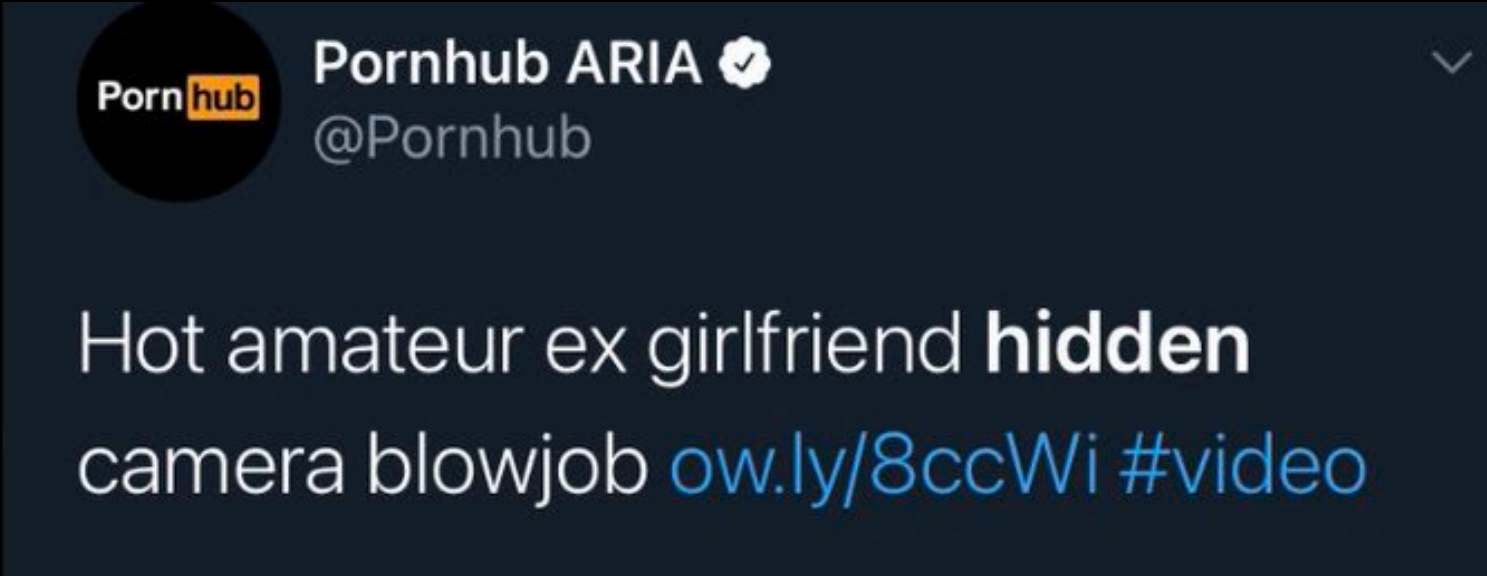 Porn hub
Pornhub ARIA
@Pornhub
Hot amateur ex girlfriend hidden
camera blowjob ow.ly/8ccWi #video